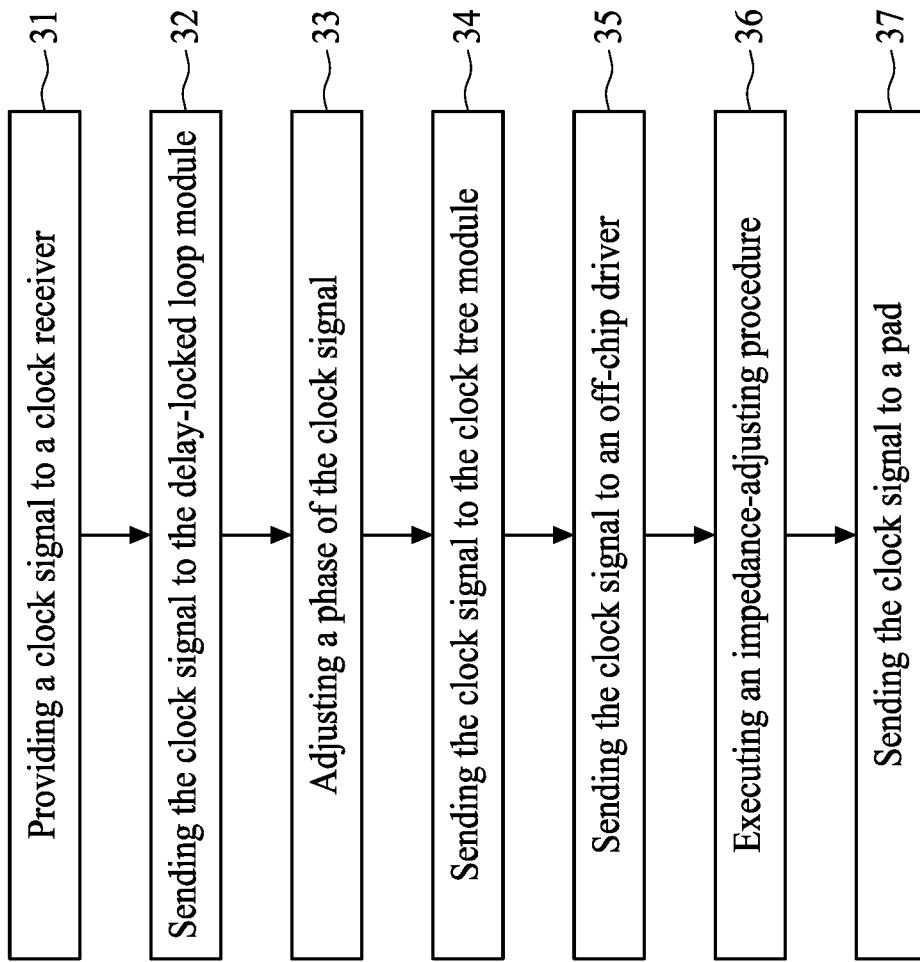 Providing a clock signal to a clock receiver 31
Sending the clock signal to the delay-locked loop module 32
Adjusting a phase of the clock signal 33
Sending the clock signal to the clock tree module 34
Sending the clock signal to an off-chip driver 35
Executing an impedance-adjusting procedure 36
Sending the clock signal to a pad 37